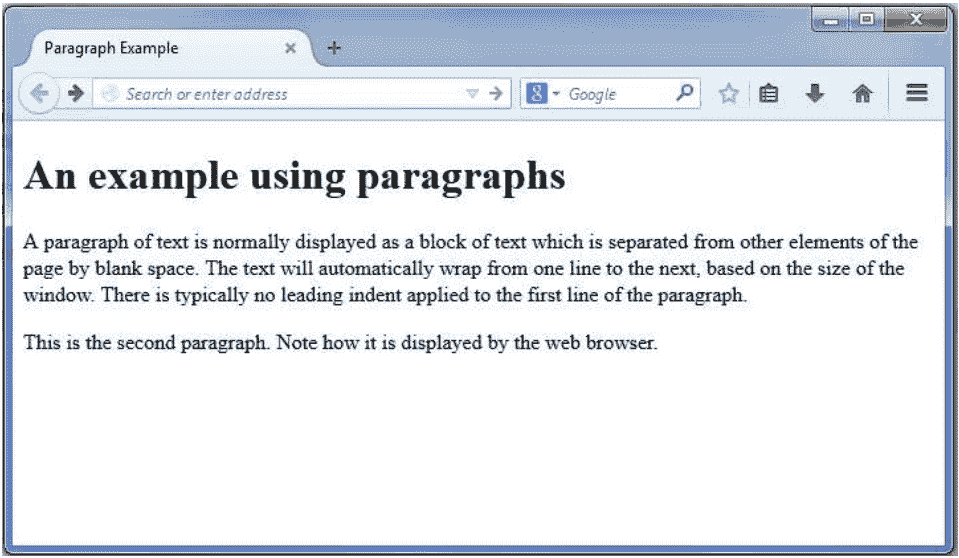 Paragraph Example
Search or enter address
8 Google
An example using paragraphs
A paragraph of text is normally displayed as a block of text which is separated from other elements of the
page by blank space. The text will automatically wrap from one line to the next, based on the size of the
window. There is typically no leading indent applied to the first line of the paragraph.
This is the second paragraph. Note how it is displayed by the web browser.